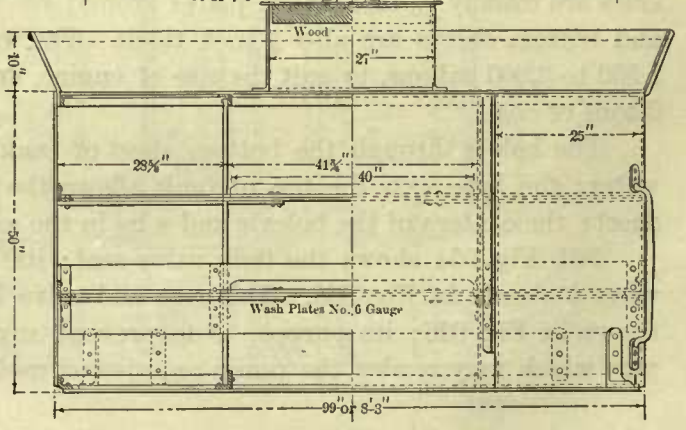 Wood
27"
10"
28⅝"
41⅝"
25"
40"
50"
Wash Plates No. 6 Gauge
99" or 8'-3"